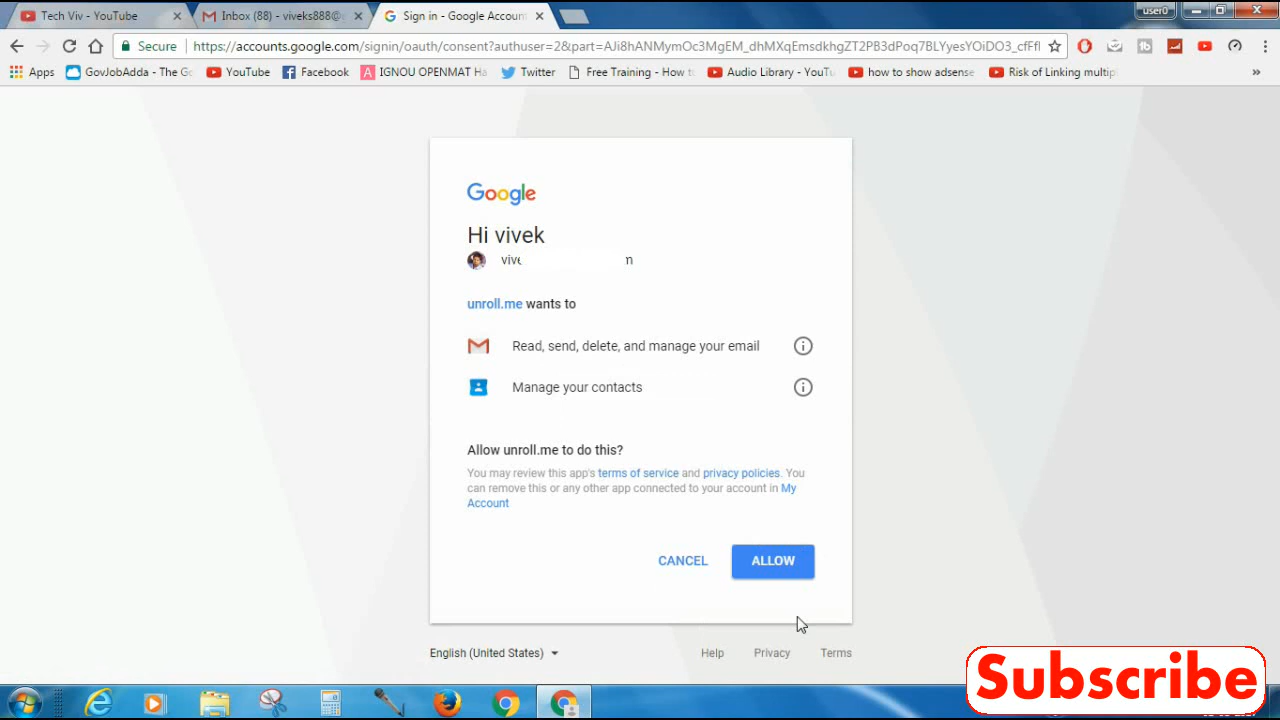 Tech Viv - YouTube
Inbox (88) - viveks888@
Sign in - Google Accoun
user0
Secure
https://accounts.google.com/signin/oauth/consent?authuser=2&part=AJi8hANMymOc3MgEM_dhMXqEmsdkhgZT2PB3dPoq7BLYyesYOiDO3_cfFf
Apps
GovJobAdda - The Go
YouTube
Facebook
IGNOU OPENMAT Ha
Twitter
Free Training - How to
Audio Library - YouTu
how to show adsense
Risk of Linking multip
Google
Hi vivek
vive m
unroll.me wants to
Read, send, delete, and manage your email
Manage your contacts
Allow unroll.me to do this?
You may review this app's terms of service and privacy policies. You
can remove this or any other app connected to your account in My
Account
CANCEL
ALLOW
English (United States)
Help
Privacy
Terms
Subscribe